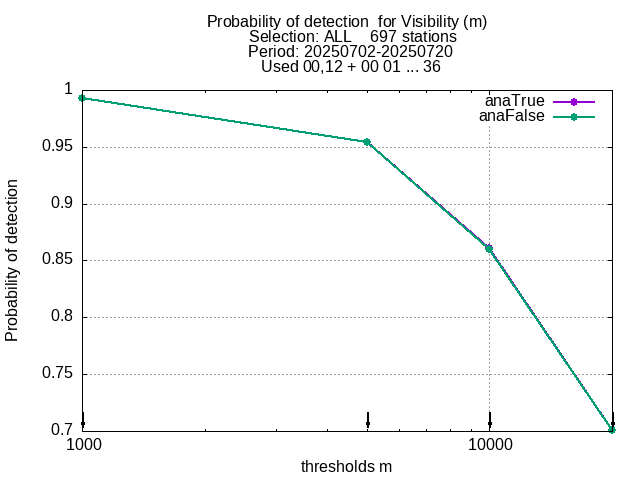 Probability of detection  for Visibility (m)
Selection: ALL    697 stations
Period: 20250702-20250720
Used 00,12 + 00 01 ... 36
anaTrue
anaFalse
1
0.95
0.9
0.85
0.8
0.75
0.7
Probability of detection
1000
10000
thresholds m